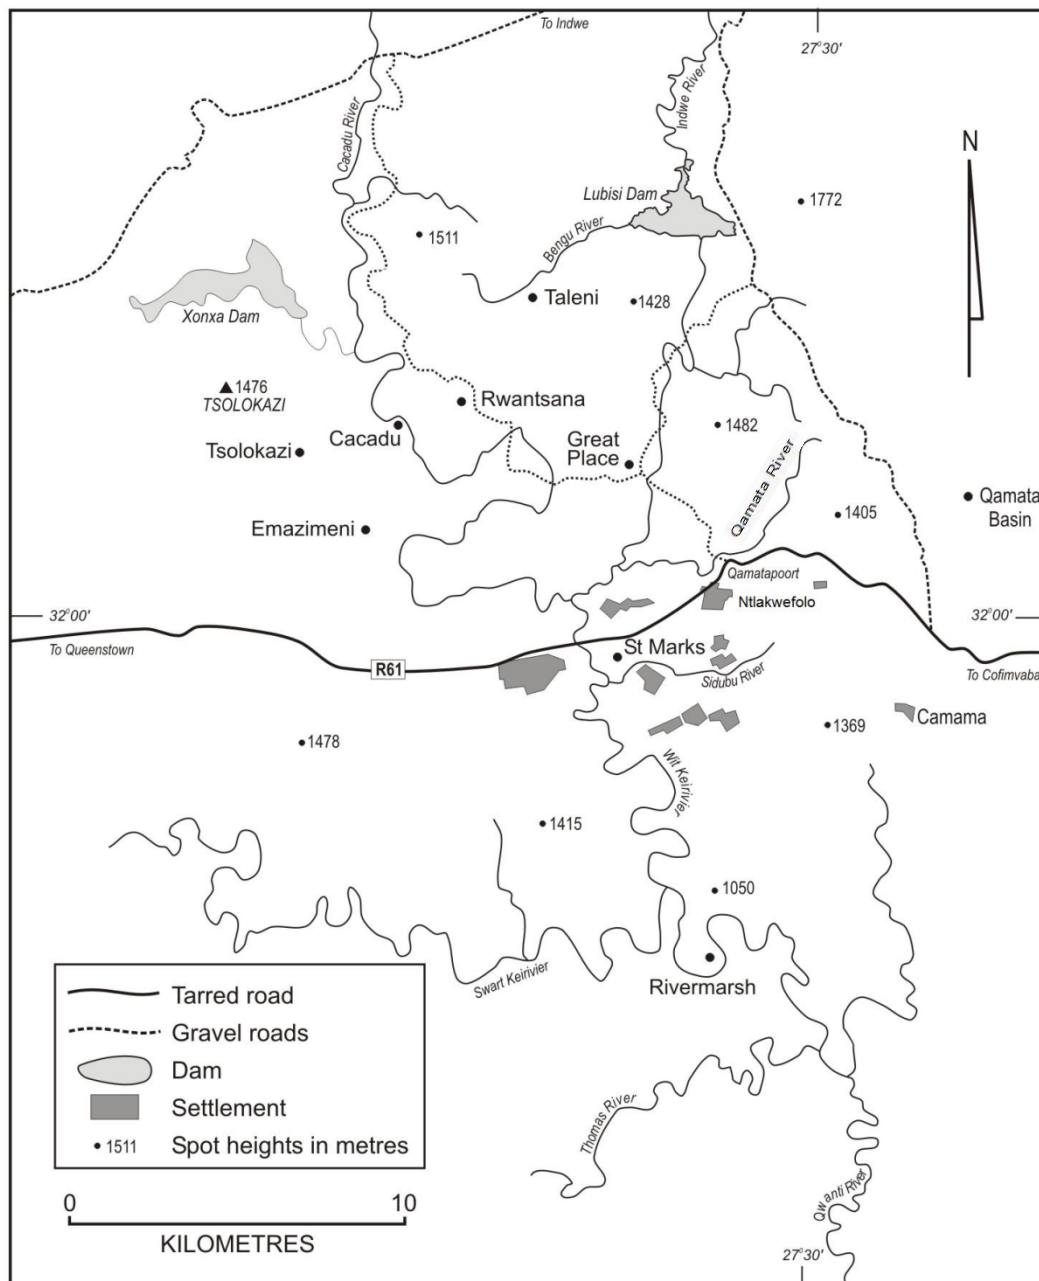 To Indwe
27°30'
Cacadu River
Indwe River
N
Lubisi Dam
1772
Bengu River
1511
Taleni
1428
Xonxa Dam
1476
TSOLOKAZI
Rwantsana
Cacadu
1482
Great
Place
Tsolokazi
Qamata River
Qamata
Basin
1405
Emazimeni
Qamatapoort
Ntlakwefolo
32°00'
32°00'
To Queenstown
R61
St Marks
Sidubu River
To Cofimvaba
Camama
1369
1478
Wit Keirivier
1415
1050
Rivermarsh
Swart Keirivier
Tarred road
Gravel roads
Dam
Settlement
1511 Spot heights in metres
Thomas River
Qwanti River
0 10
KILOMETRES
27°30'